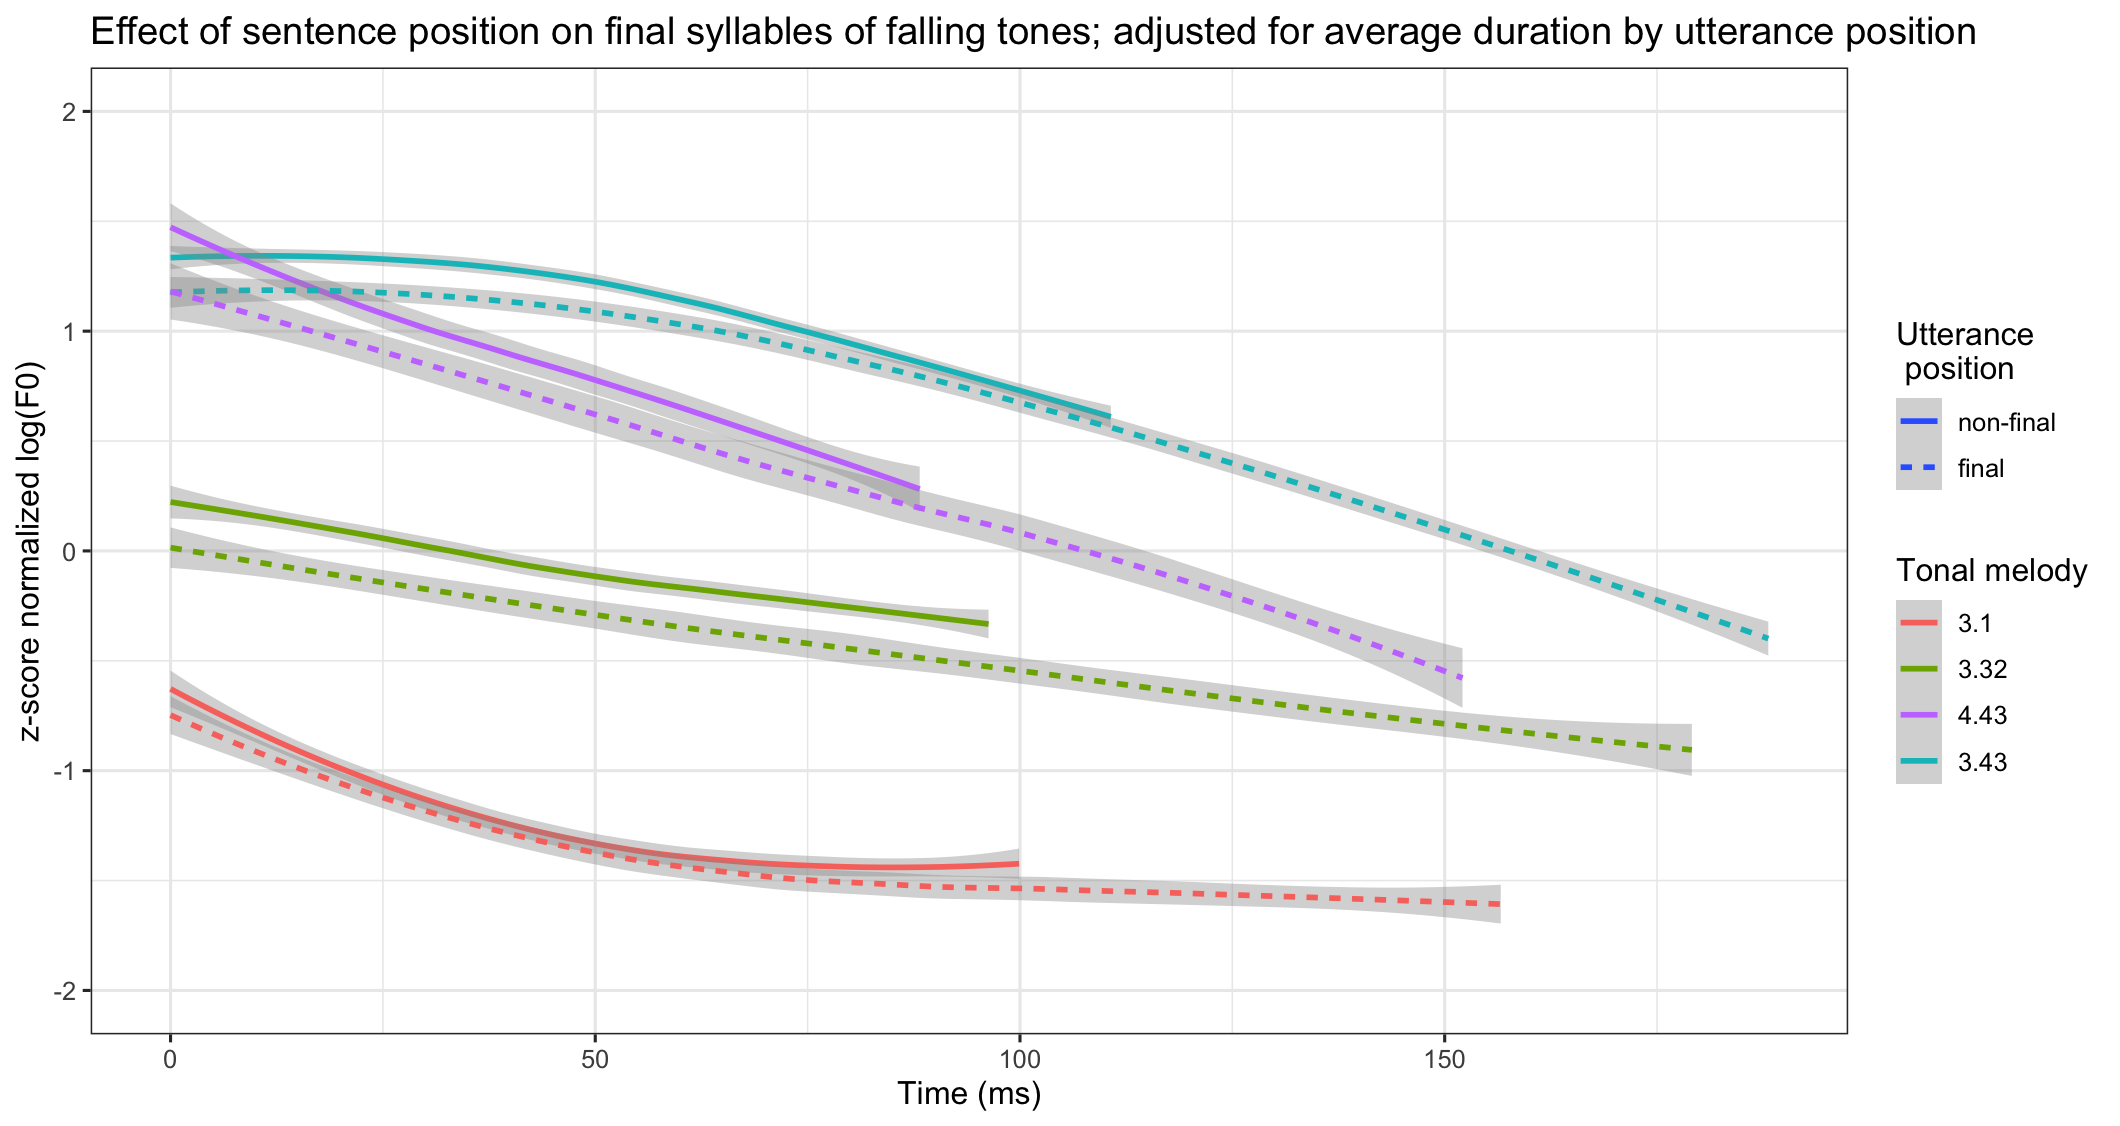 Effect of sentence position on final syllables of falling tones; adjusted for average duration by utterance position
z-score normalized log(F0)
2
1
0
-1
-2
0
50
100
150
Time (ms)
Utterance
position
non-final
final
Tonal melody
3.1
3.32
4.43
3.43